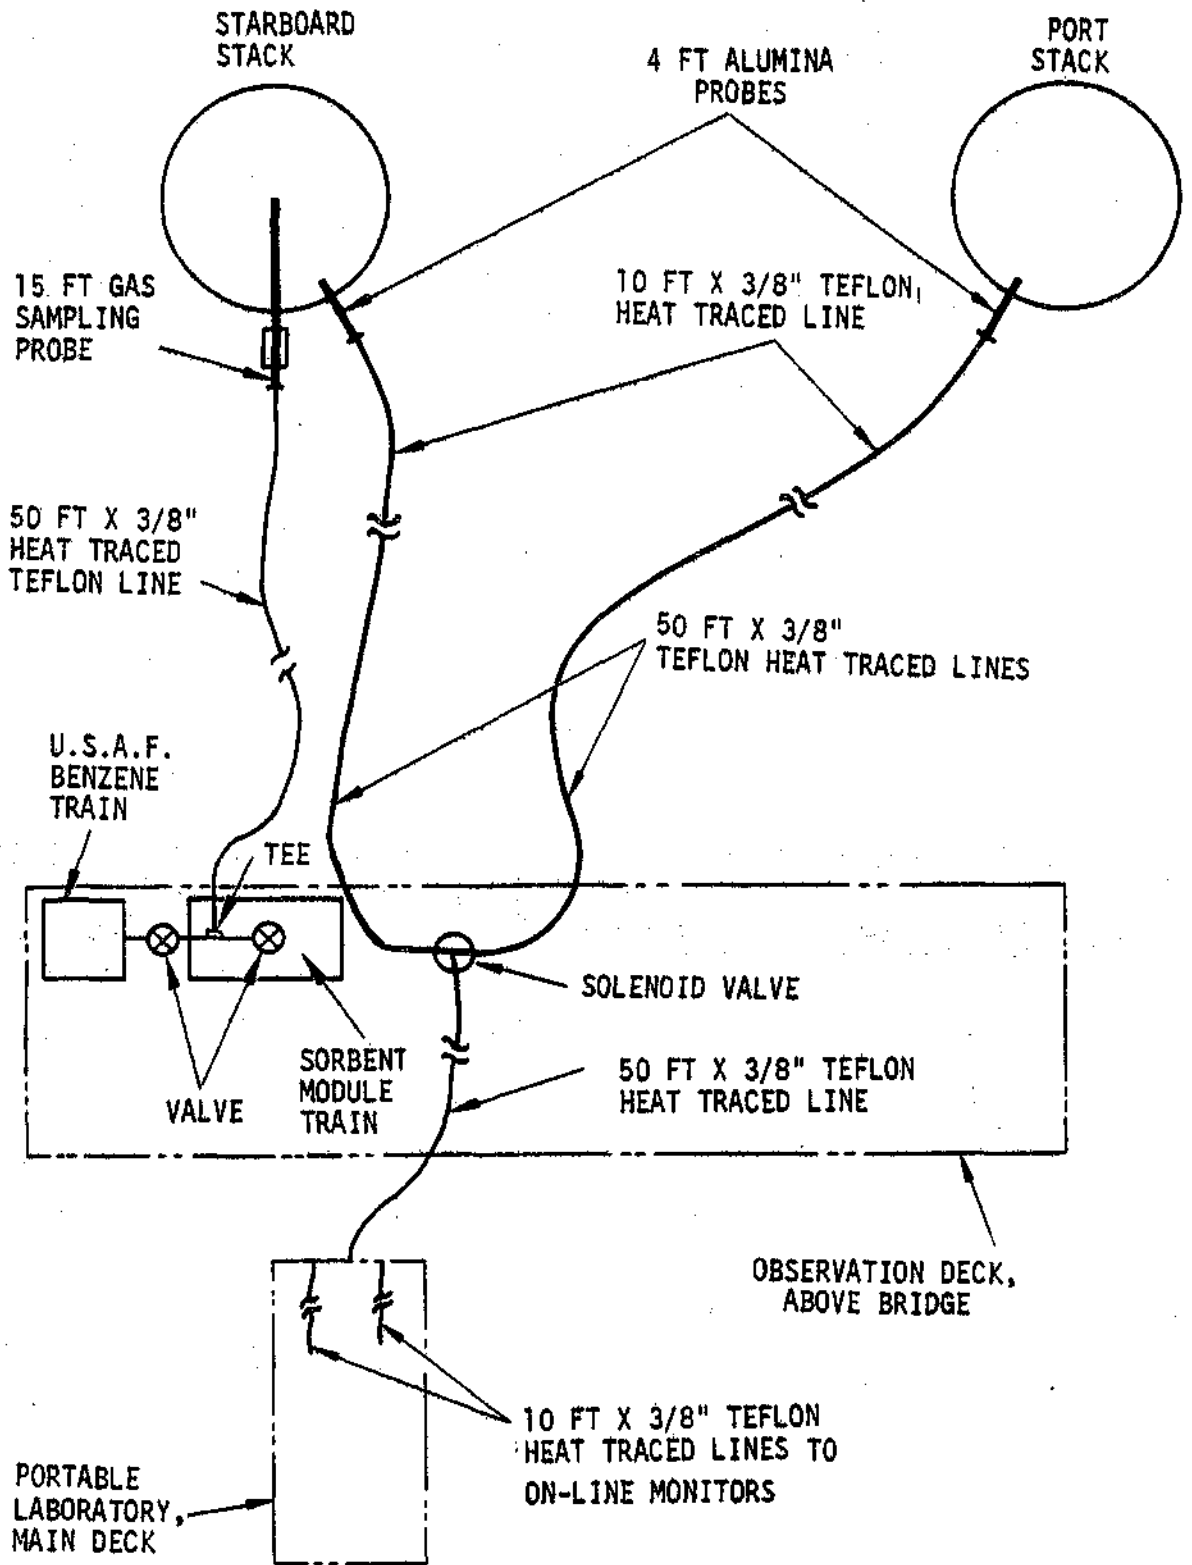 STARBOARD
STACK
4 FT ALUMINA
PROBES
PORT
STACK
15 FT GAS
SAMPLING
PROBE
10 FT X 3/8" TEFLON
HEAT TRACED LINE
50 FT X 3/8"
HEAT TRACED
TEFLON LINE
50 FT X 3/8"
TEFLON HEAT TRACED LINES
U.S.A.F.
BENZENE
TRAIN
TEE
SOLENOID VALVE
VALVE
SORBENT
MODULE
TRAIN
50 FT X 3/8" TEFLON
HEAT TRACED LINE
OBSERVATION DECK,
ABOVE BRIDGE
10 FT X 3/8" TEFLON
HEAT TRACED LINES TO
ON-LINE MONITORS
PORTABLE
LABORATORY,
MAIN DECK